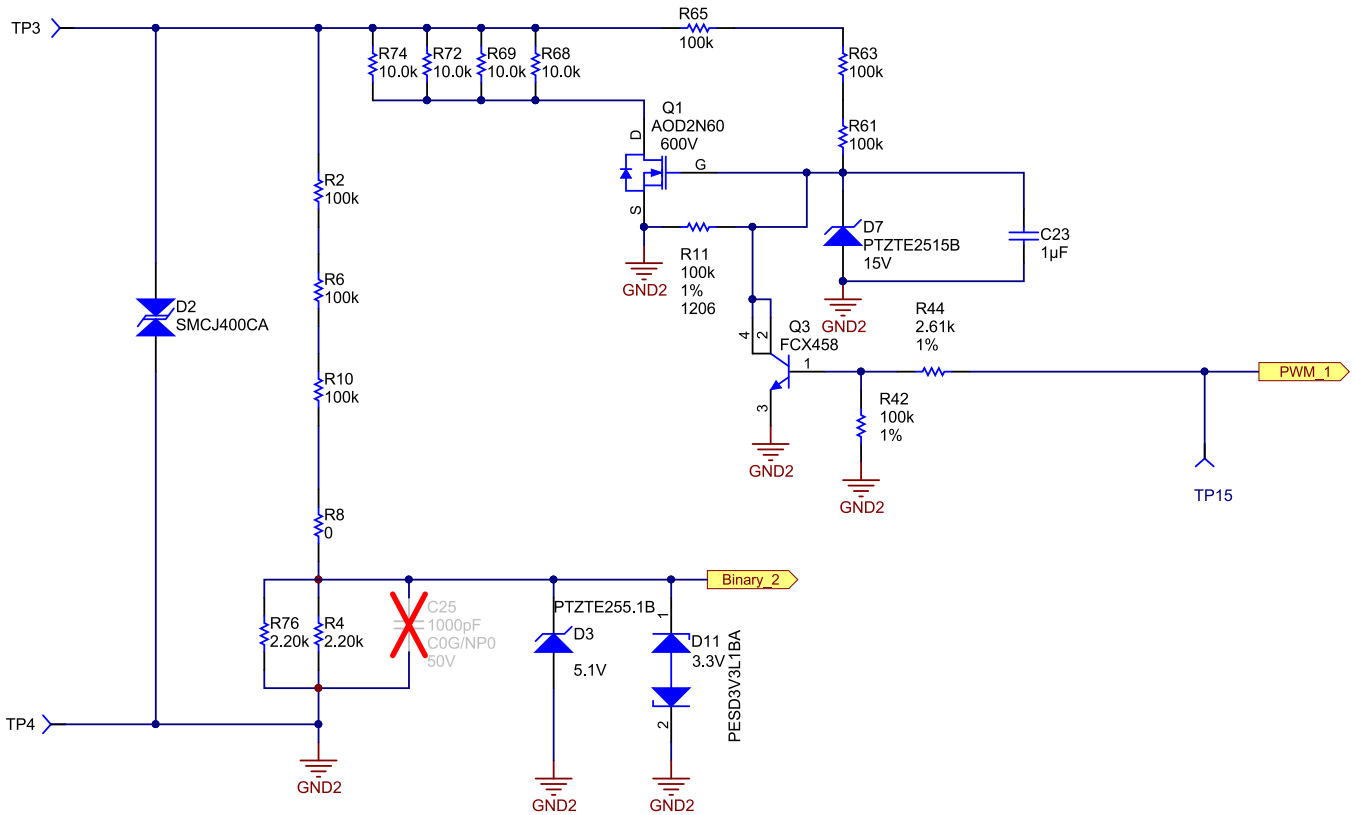 TP3
R65
100k
R74
10.0k
R72
10.0k
R69
10.0k
R68
10.0k
R63
100k
Q1
AOD2N60
600V
D
G
S
R61
100k
R2
100k
R11
100k
1%
1206
GND2
D7
PTZTE2515B
15V
C23
1µF
GND2
R6
100k
D2
SMCJ400CA
4
2
Q3
FCX458
1
3
GND2
R44
2.61k
1%
PWM_1
R10
100k
R42
100k
1%
GND2
TP15
R8
0
Binary_2
R76
2.20k
R4
2.20k
C25
1000pF
C0G/NP0
50V
PTZTE255.1B
D3
5.1V
1
D11
3.3V
2
PESD3V3L1BA
TP4
GND2
GND2
GND2